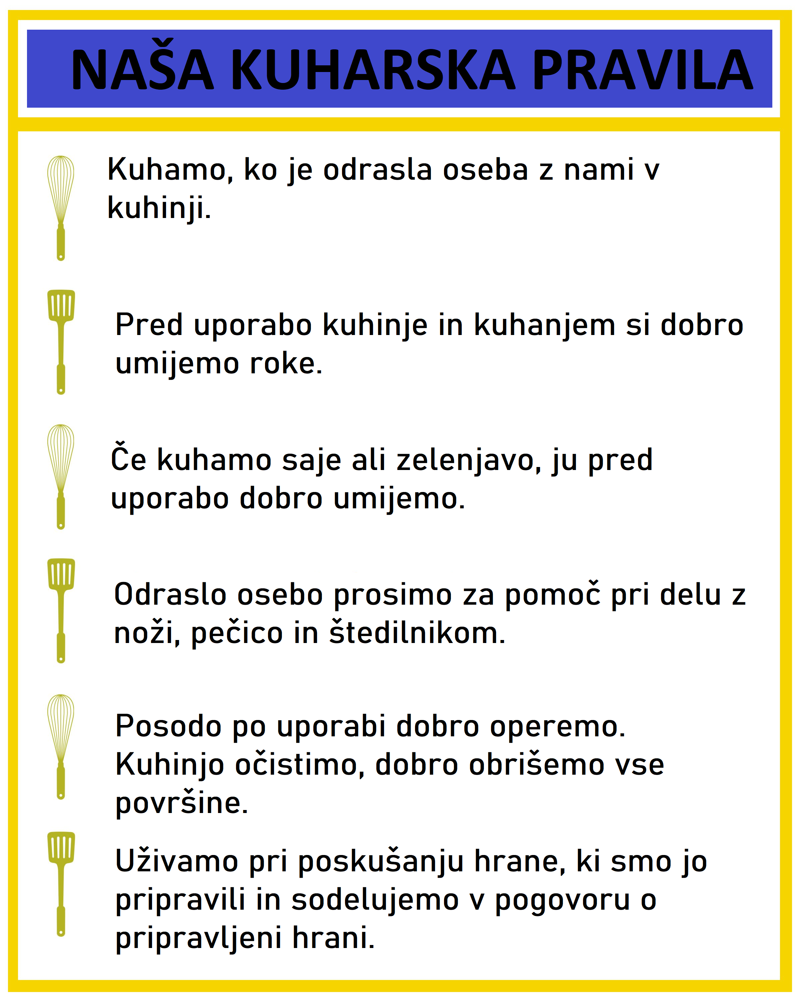 NAŠA KUHARSKA PRAVILA
Kuhamo, ko je odrasla oseba z nami v
kuhinji.
Pred uporabo kuhinje in kuhanjem si dobro
umijemo roke.
Če kuhamo saje ali zelenjavo, ju pred
uporabo dobro umijemo.
Odraslo osebo prosimo za pomoč pri delu z
noži, pečico in štedilnikom.
Posodo po uporabi dobro operemo.
Kuhinjo očistimo, dobro obrišemo vse
površine.
Uživamo pri poskušanju hrane, ki smo jo
pripravili in sodelujemo v pogovoru o
pripravljeni hrani.